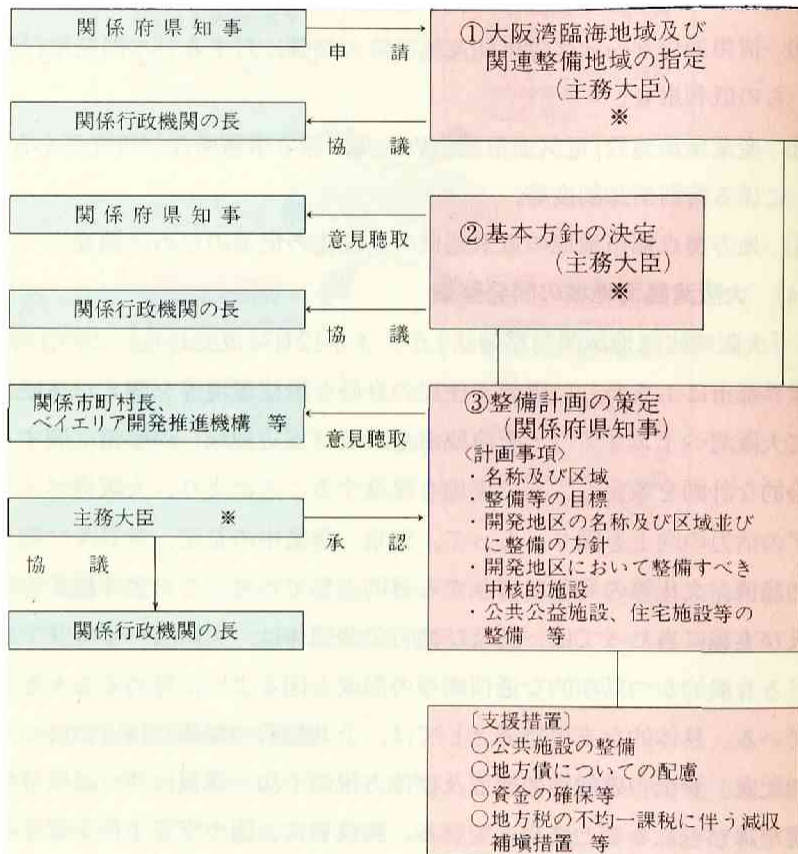 関係府県知事
申請
①大阪湾臨海地域及び
関連整備地域の指定
(主務大臣)
※
関係行政機関の長
協議
関係府県知事
意見聴取
②基本方針の決定
(主務大臣)
※
関係行政機関の長
協議
関係市町村長、
ベイエリア開発推進機構 等
意見聴取
③整備計画の策定
(関係府県知事)
〈計画事項〉
・名称及び区域
・整備等の目標
・開発地区の名称及び区域並び
に整備の方針
・開発地区において整備すべき
中核的施設
・公共公益施設、住宅施設等の
整備 等
主務大臣 ※
承認
協議
関係行政機関の長
〔支援措置〕
○公共施設の整備
○地方債についての配慮
○資金の確保等
○地方税の不均一課税に伴う減収
補塡措置 等